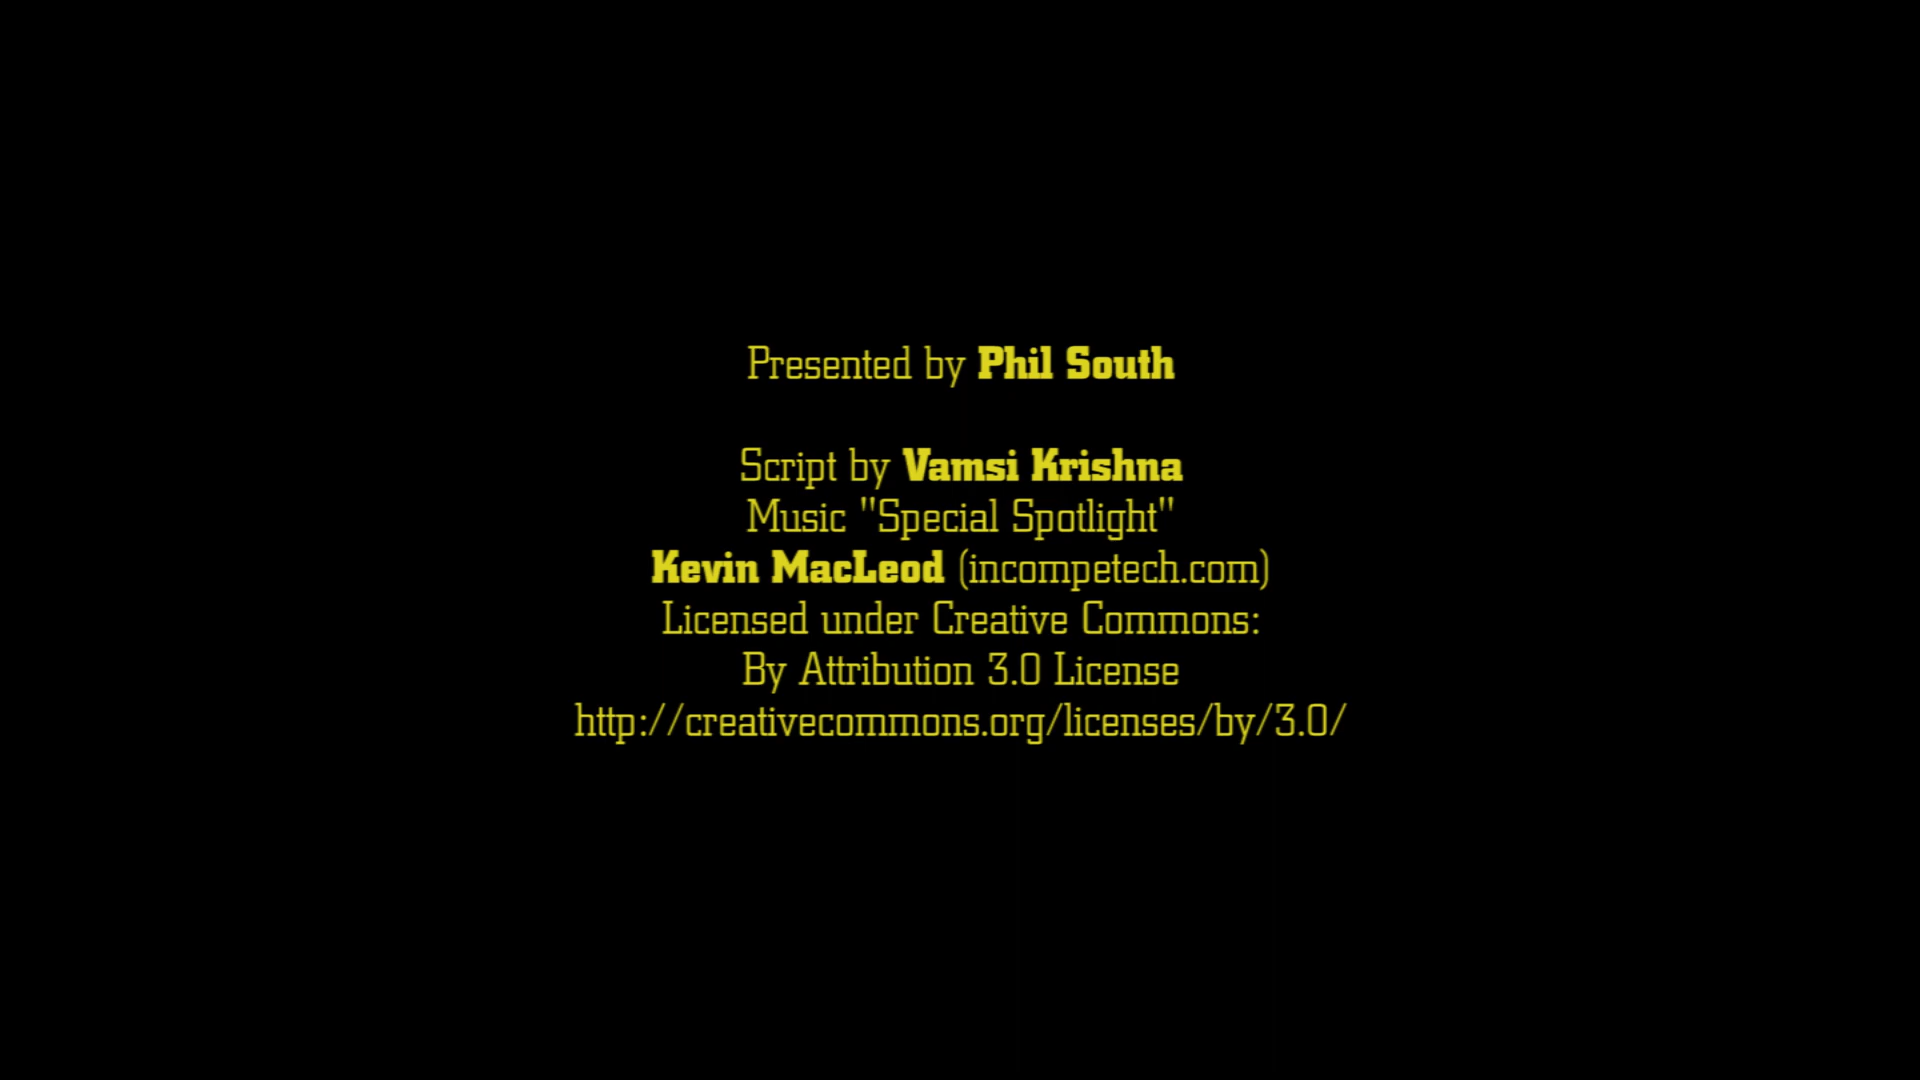 Presented by Phil South
Script by Vamsi Krishna
Music "Special Spotlight"
Kevin MacLeod (incompetech.com)
Licensed under Creative Commons:
By Attribution 3.0 License
http://creativecommons.org/licenses/by/3.0/